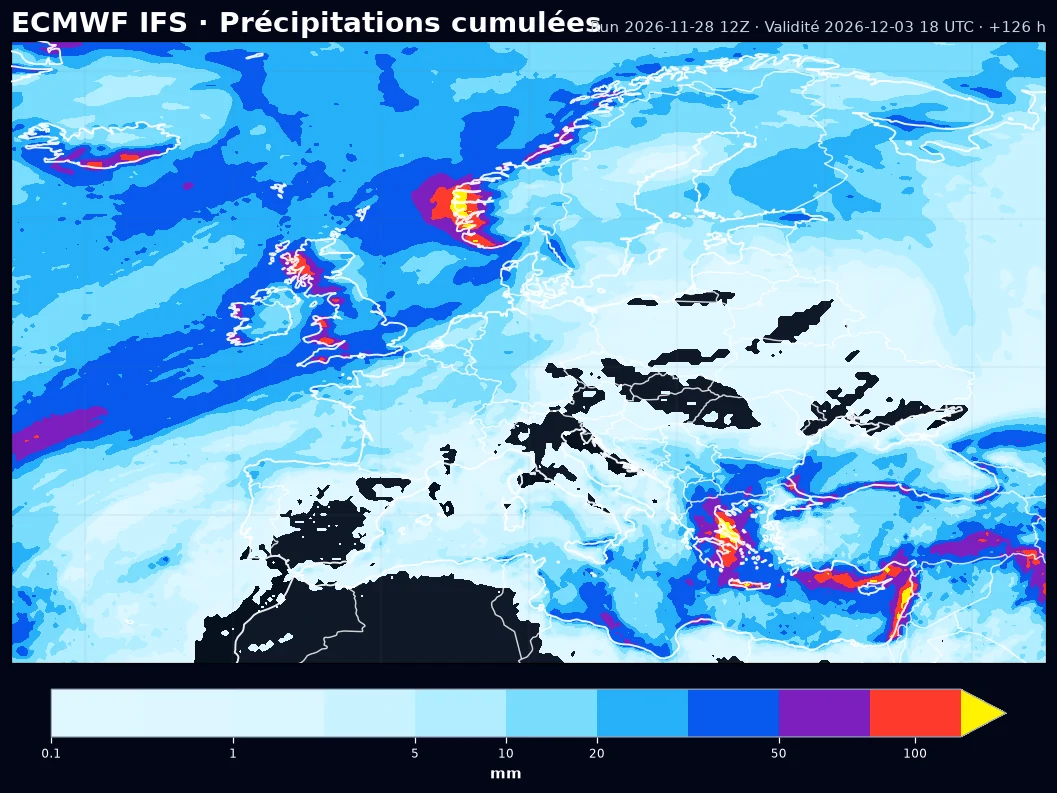 ECMWF IFS · Précipitations cumulées Run 2026-11-28 12Z · Validité 2026-12-03 18 UTC · +126 h
0.1 1 5 10 20 50 100
mm